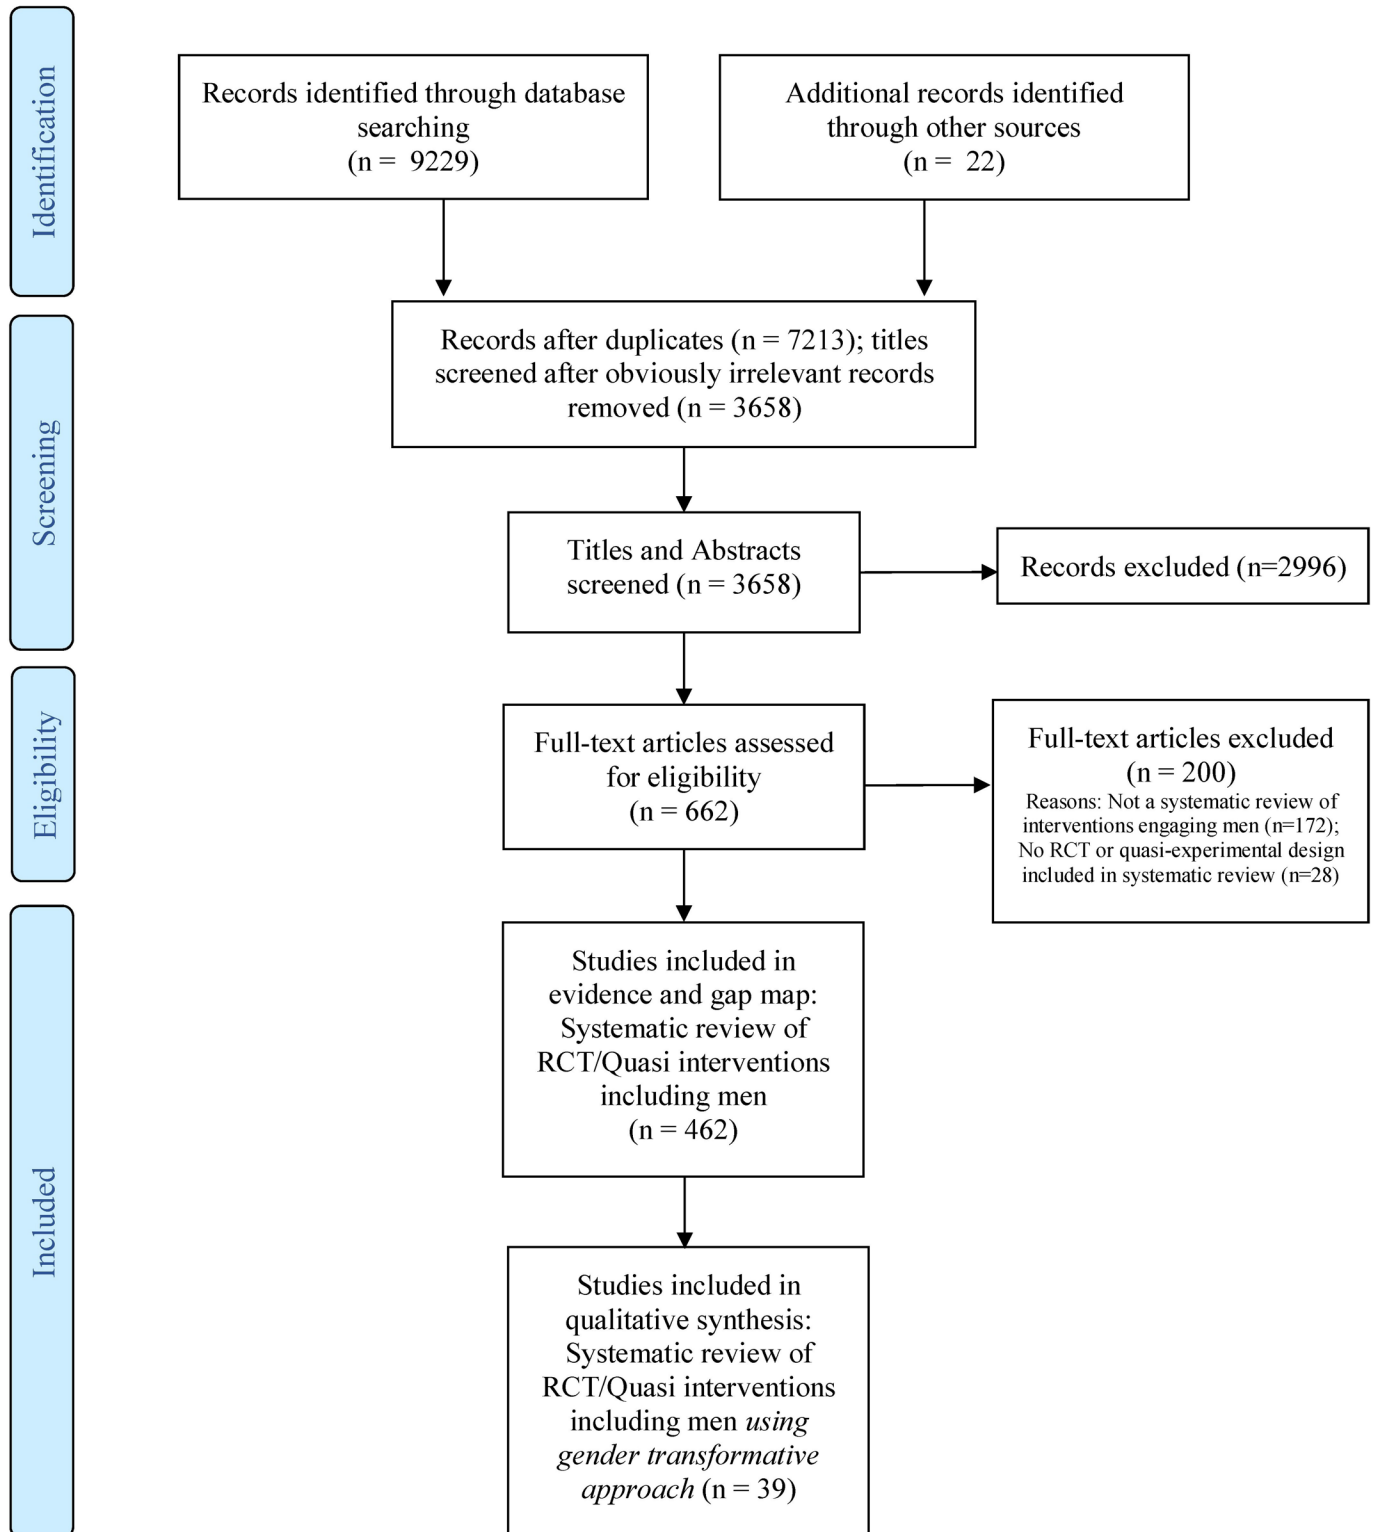 Identification
Records identified through database
searching
(n = 9229)
Additional records identified
through other sources
(n = 22)
Screening
Records after duplicates (n = 7213); titles
screened after obviously irrelevant records
removed (n = 3658)
Titles and Abstracts
screened (n = 3658)
Records excluded (n=2996)
Eligibility
Full-text articles assessed
for eligibility
(n = 662)
Full-text articles excluded
(n = 200)
Reasons: Not a systematic review of
interventions engaging men (n=172);
No RCT or quasi-experimental design
included in systematic review (n=28)
Included
Studies included in
evidence and gap map:
Systematic review of
RCT/Quasi interventions
including men
(n = 462)
Studies included in
qualitative synthesis:
Systematic review of
RCT/Quasi interventions
including men using
gender transformative
approach (n = 39)